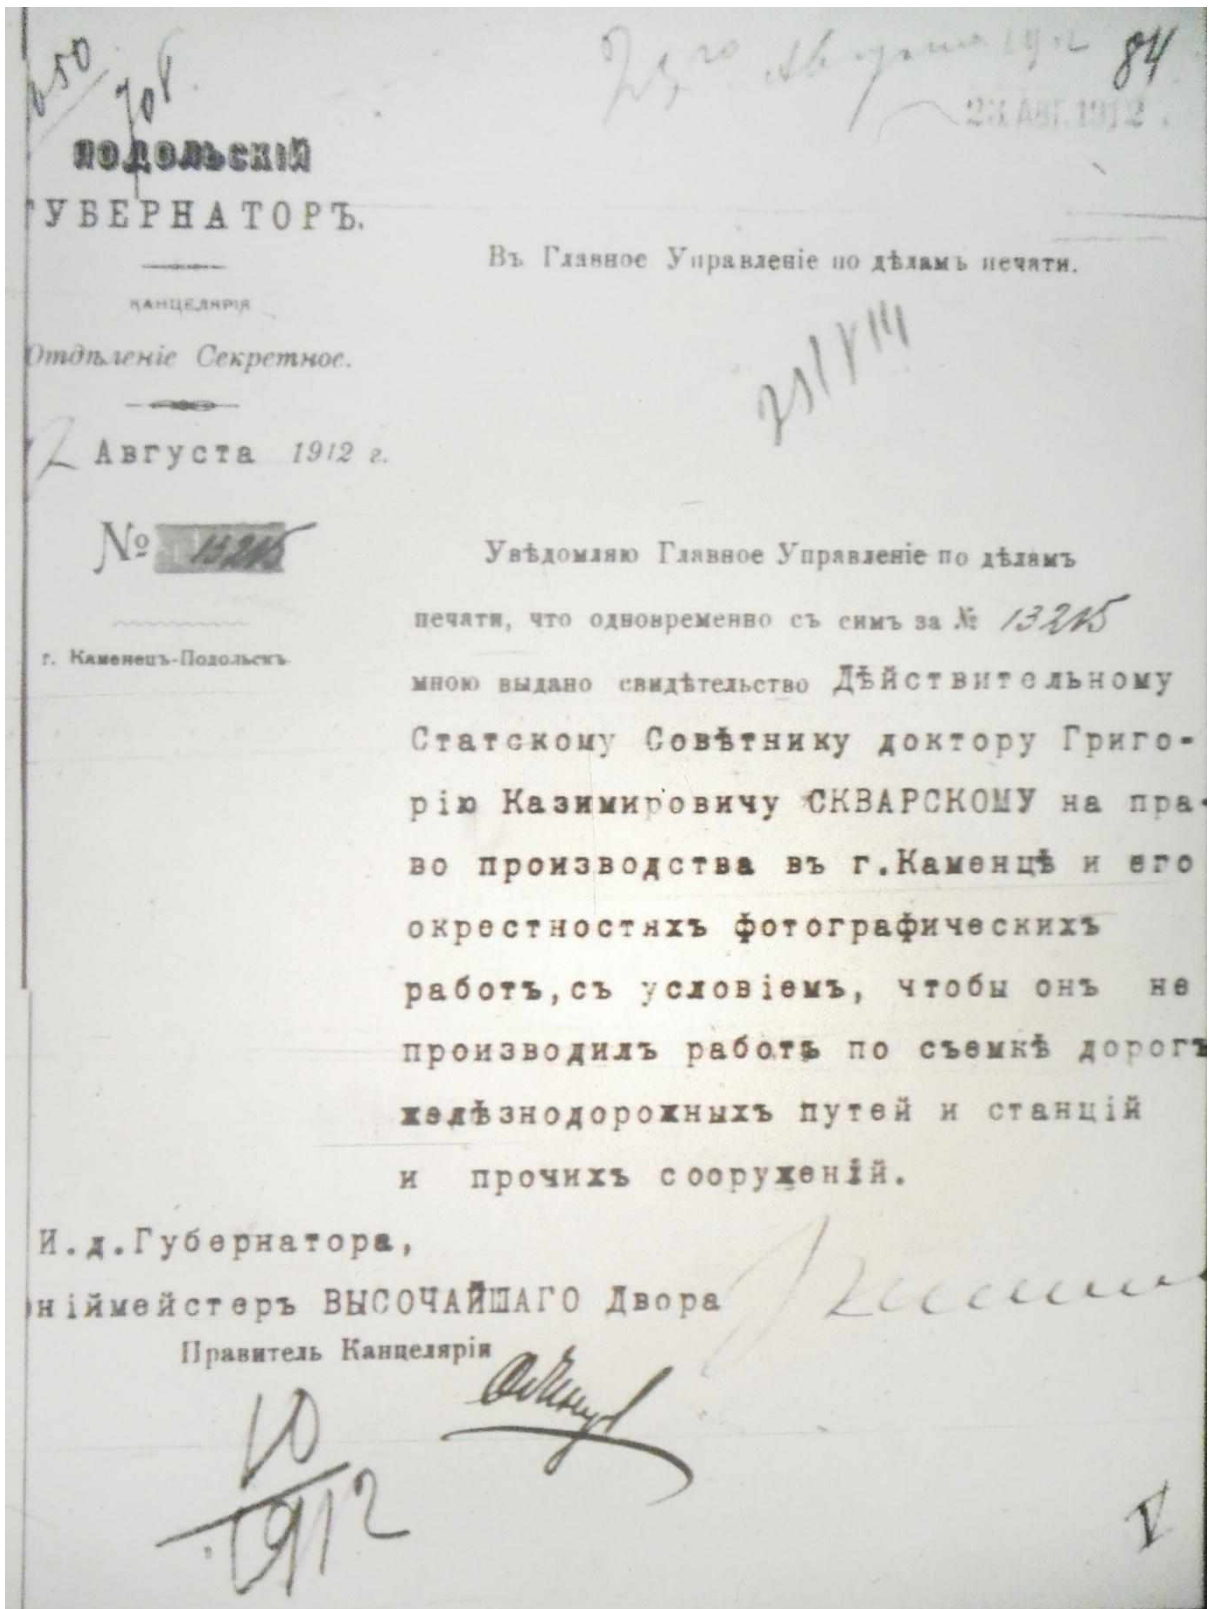 84
23 АВГ. 1912
ПОДОЛЬСКІЙ
ГУБЕРНАТОРЪ.
КАНЦЕЛЯРІЯ
Отдѣленіе Секретное.
Августа 1912 г.
№ 13215
г. Каменецъ-Подольскъ
Въ Главное Управленіе по дѣламъ печати.
Увѣдомляю Главное Управленіе по дѣламъ
печати, что одновременно съ симъ за № 13215
мною выдано свидѣтельство Дѣйствительному
Статскому Совѣтнику доктору Григо-
рію Казимировичу СКВАРСКОМУ на пра-
во производства въ г.Каменцѣ и его
окрестностяхъ фотографическихъ
работъ,съ условіемъ, чтобы онъ не
производилъ работъ по съемкѣ дорогъ
желѣзнодорожныхъ путей и станцій
и прочихъ сооруженій.
И.д.Губернатора,
ніймейстеръ ВЫСОЧАЙШАГО Двора
Правитель Канцеляріи
10
1912
V